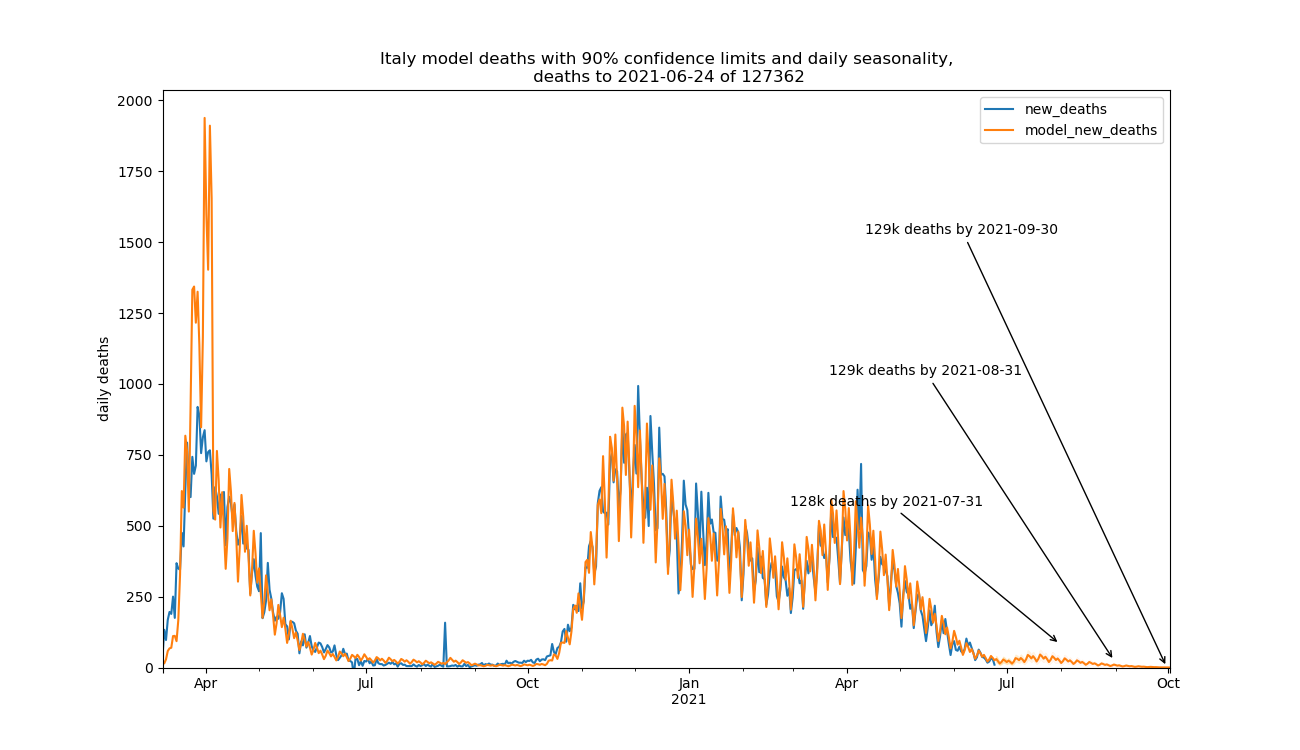 Italy model deaths with 90% confidence limits and daily seasonality,
deaths to 2021-06-24 of 127362
new_deaths
model_new_deaths
daily deaths
2000
1750
1500
1250
1000
750
500
250
0
129k deaths by 2021-09-30
129k deaths by 2021-08-31
128k deaths by 2021-07-31
Apr
Jul
Oct
Jan
2021
Apr
Jul
Oct